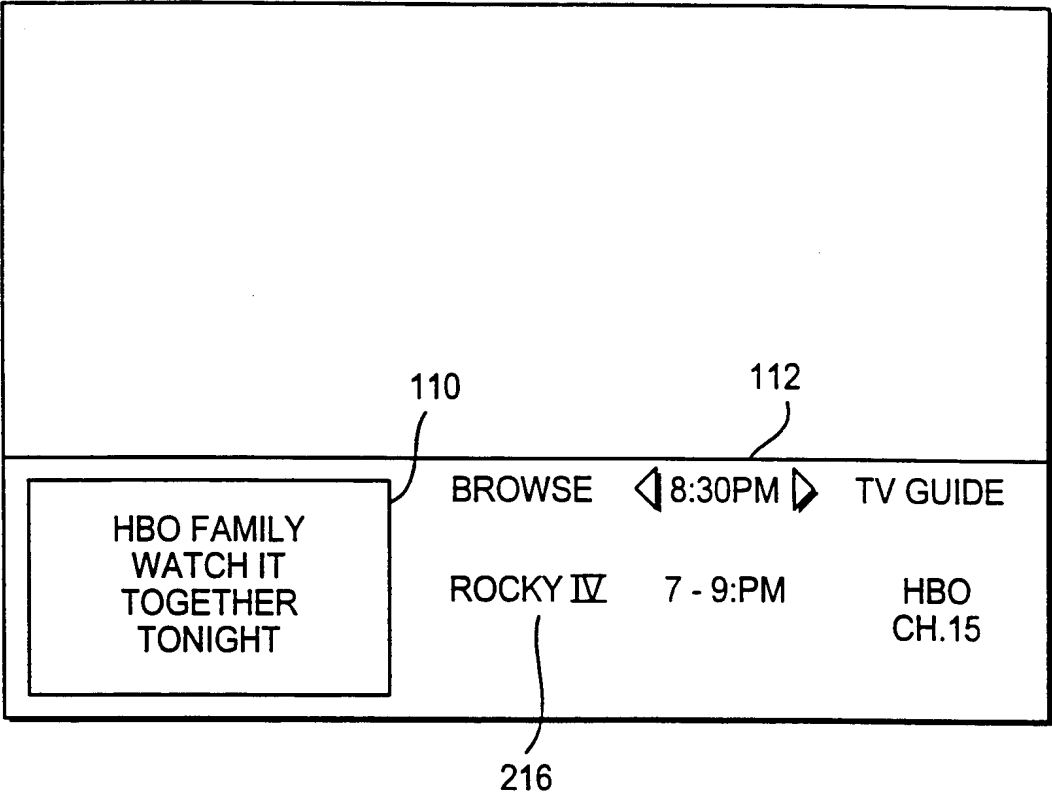 110
112
HBO FAMILY
WATCH IT
TOGETHER
TONIGHT
BROWSE 8:30PM TV GUIDE
ROCKY IV 7 - 9:PM HBO
CH.15
216